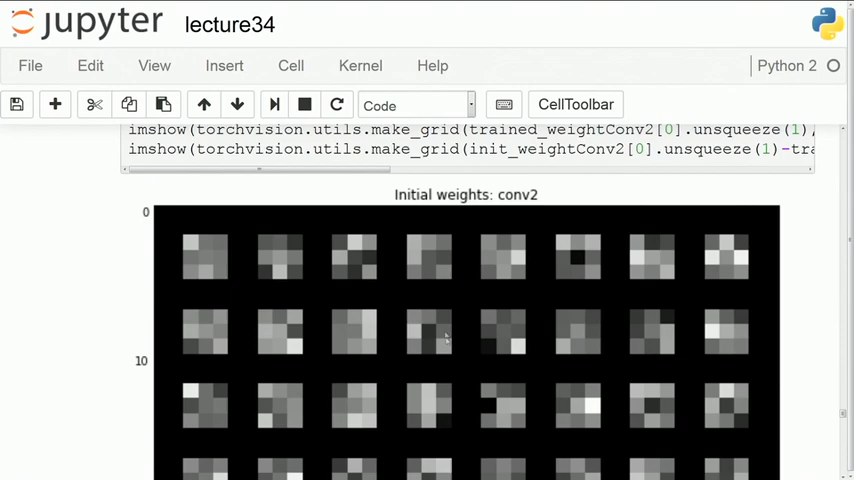 jupyter lecture34
File Edit View Insert Cell Kernel Help Python 2
Code CellToolbar
imshow(torchvision.utils.make_grid(trained_weightConv2[0].unsqueeze(1),
imshow(torchvision.utils.make_grid(init_weightConv2[0].unsqueeze(1)-tra
Initial weights: conv2
0
10